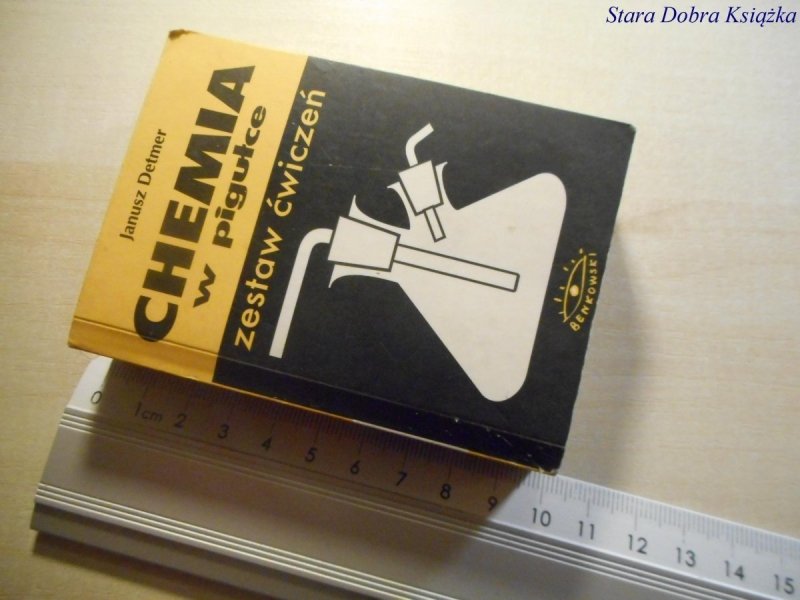 Stara Dobra Książka
Janusz Detmer
CHEMIA
w pigułce
zestaw ćwiczeń
BENKOWSKI
0 1cm 2 3 4 5 6 7 8 9 10 11 12 13 14 15